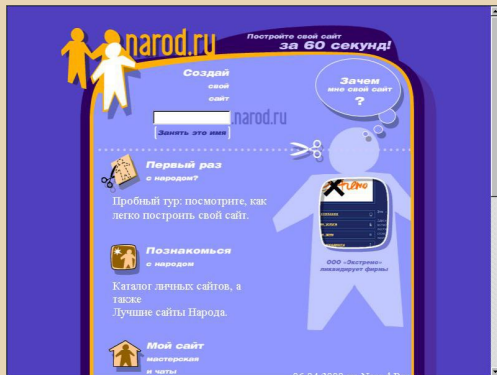 narod.ru
Постройте свой сайт
за 60 секунд!
Создай
свой
сайт
.narod.ru
Занять это имя
Зачем
мне свой сайт
?
Первый раз
с народом?
Пробный тур: посмотрите, как
легко построить свой сайт.
ООО «Экстремс»
ликвидирует фирмы
Познакомься
с народом
Каталог личных сайтов, а
также
Лучшие сайты Народа.
Мой сайт
мастерская
и чаты